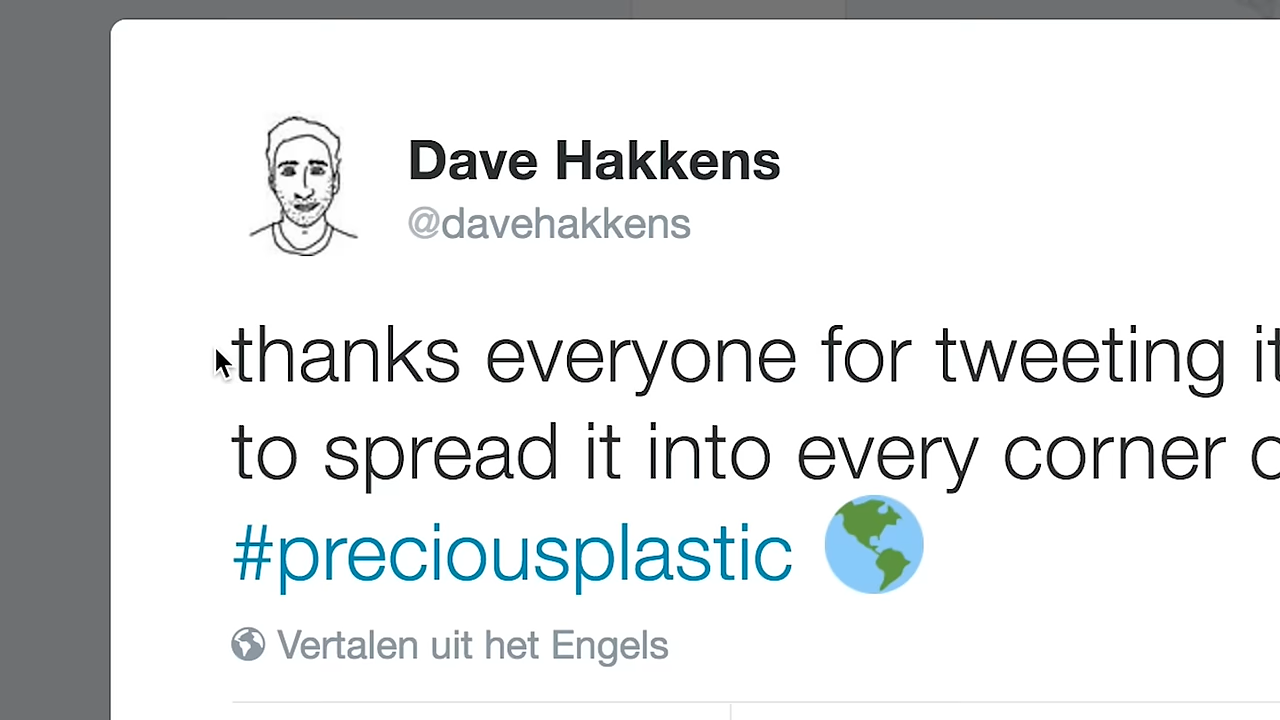 Dave Hakkens
@davehakkens
thanks everyone for tweeting it
to spread it into every corner
#preciousplastic
Vertalen uit het Engels